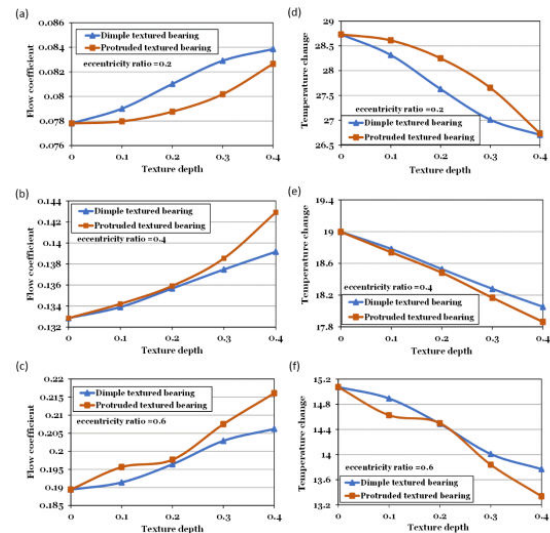 (a)
0.086
0.084
0.082
0.08
0.078
0.076
Flow coefficient
Dimple textured bearing
Protruded textured bearing
eccentricity ratio =0.2
0 0.1 0.2 0.3 0.4
Texture depth
(d)
29
28.5
28
27.5
27
26.5
Temperature change
eccentricity ratio =0.2
Dimple textured bearing
Protruded textured bearing
0 0.1 0.2 0.3 0.4
Texture depth
(b)
0.144
0.142
0.14
0.138
0.136
0.134
0.132
Flow coefficient
Dimple textured bearing
Protruded textured bearing
eccentricity ratio =0.4
0 0.1 0.2 0.3 0.4
Texture depth
(e)
19.4
19
18.6
18.2
17.8
Temperature change
eccentricity ratio =0.4
Dimple textured bearing
Protruded textured bearing
0 0.1 0.2 0.3 0.4
Texture depth
(c)
0.22
0.215
0.21
0.205
0.2
0.195
0.19
0.185
Flow coefficient
Dimple textured bearing
Protruded textured bearing
eccentricity ratio =0.6
0 0.1 0.2 0.3 0.4
Texture depth
(f)
15.2
14.8
14.4
14
13.6
13.2
Temperature change
eccentricity ratio =0.6
Dimple textured bearing
Protruded textured bearing
0 0.1 0.2 0.3 0.4
Texture depth